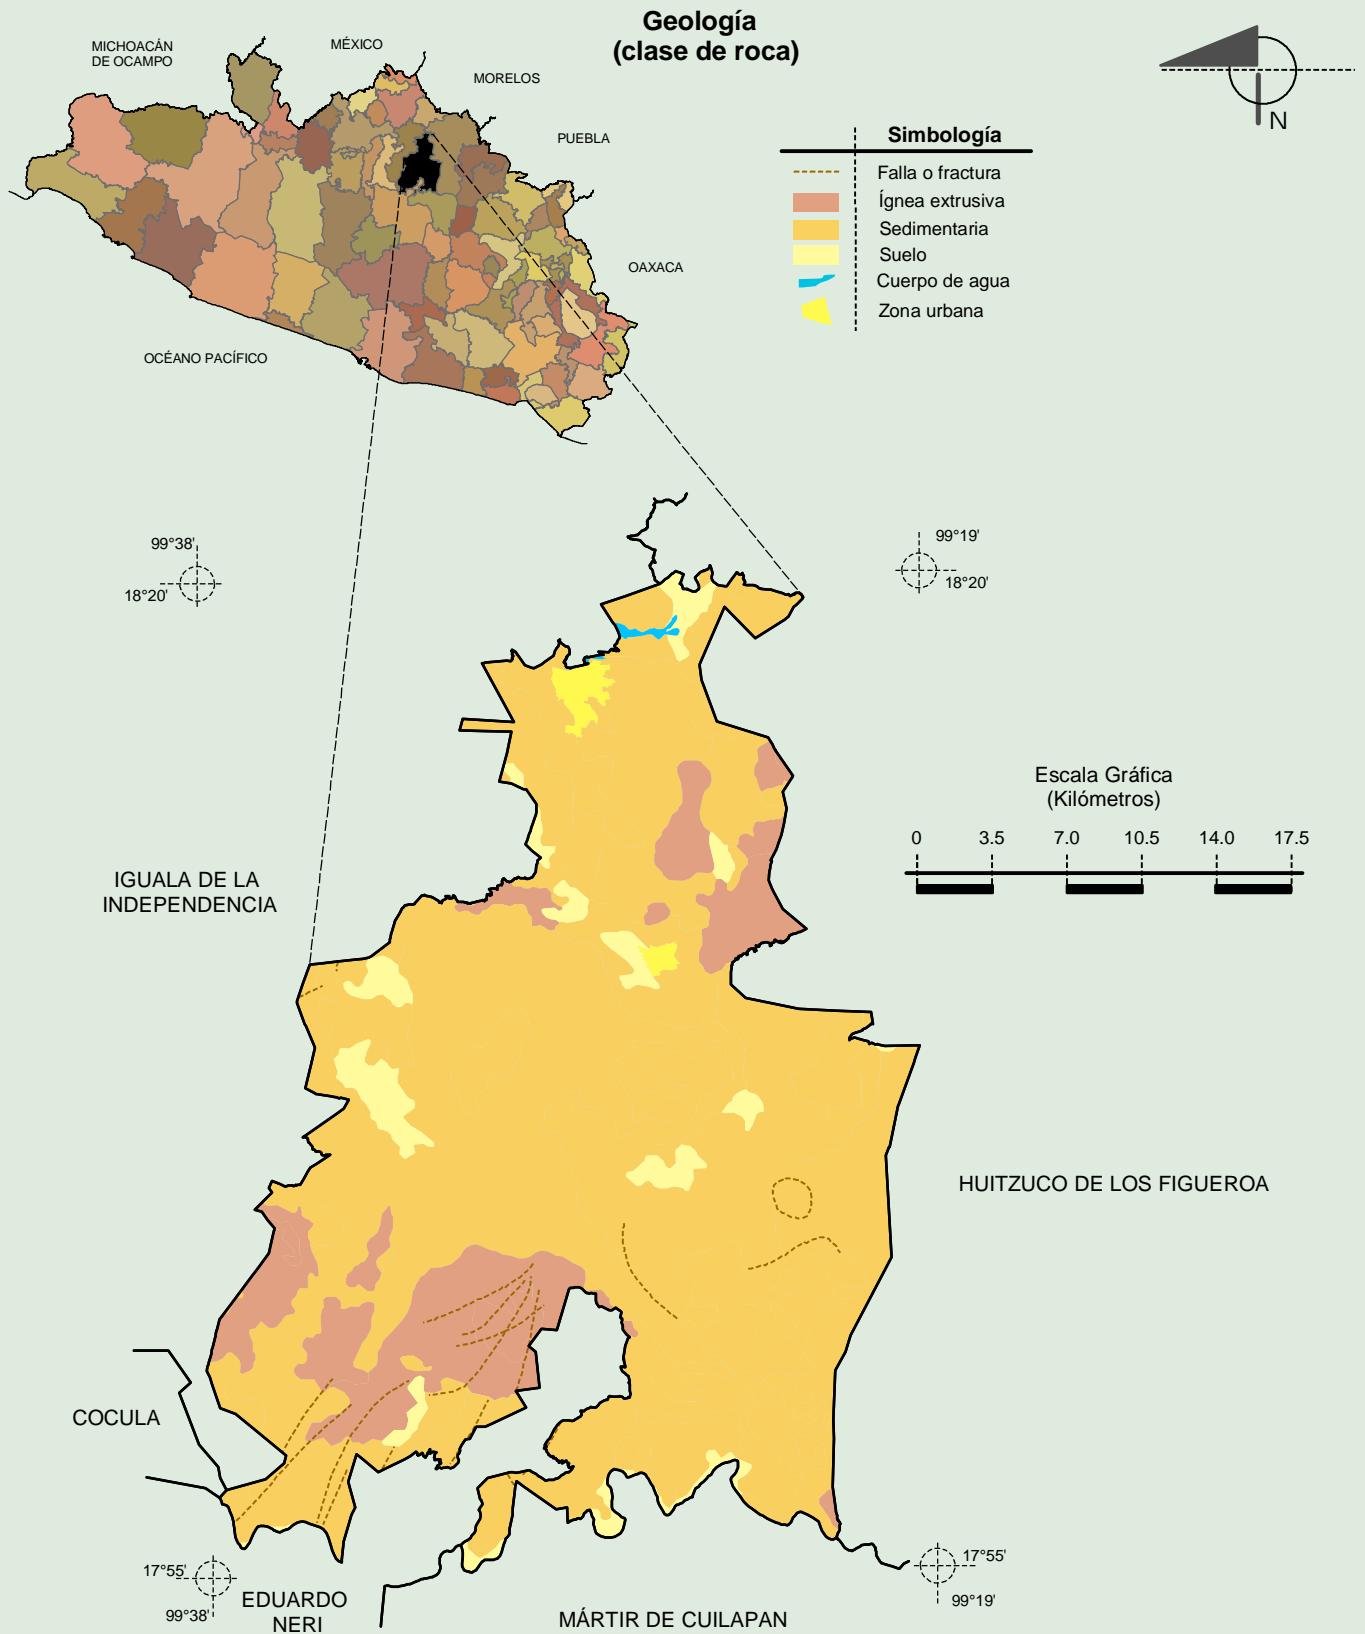 Geología
(clase de roca)
MICHOACÁN
DE OCAMPO
MÉXICO
MORELOS
PUEBLA
OAXACA
OCÉANO PACÍFICO
N
Simbología
Falla o fractura
Ígnea extrusiva
Sedimentaria
Suelo
Cuerpo de agua
Zona urbana
99°38'
18°20'
99°19'
18°20'
Escala Gráfica
(Kilómetros)
0 3.5 7.0 10.5 14.0 17.5
IGUALA DE LA
INDEPENDENCIA
HUITZUCO DE LOS FIGUEROA
COCULA
17°55'
99°38'
EDUARDO
NERI
MÁRTIR DE CUILAPAN
17°55'
99°19'